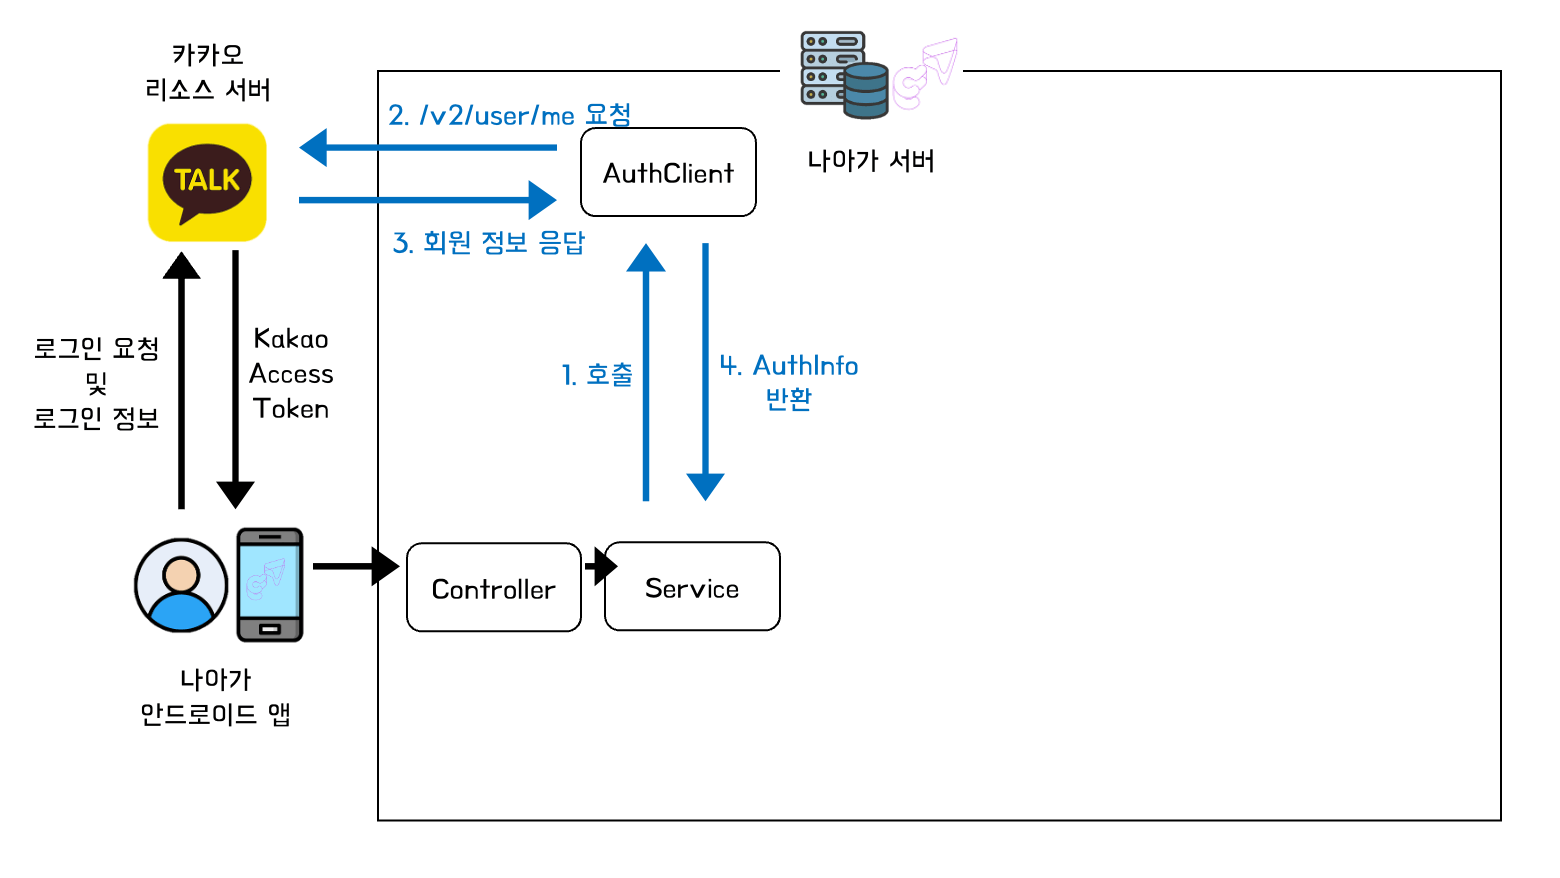 카카오
리소스 서버
TALK
나아가 서버
2. /v2/user/me 요청
AuthClient
3. 회원 정보 응답
로그인 요청
및
로그인 정보
Kakao
Access
Token
1. 호출
4. AuthInfo
반환
Controller
Service
나아가
안드로이드 앱